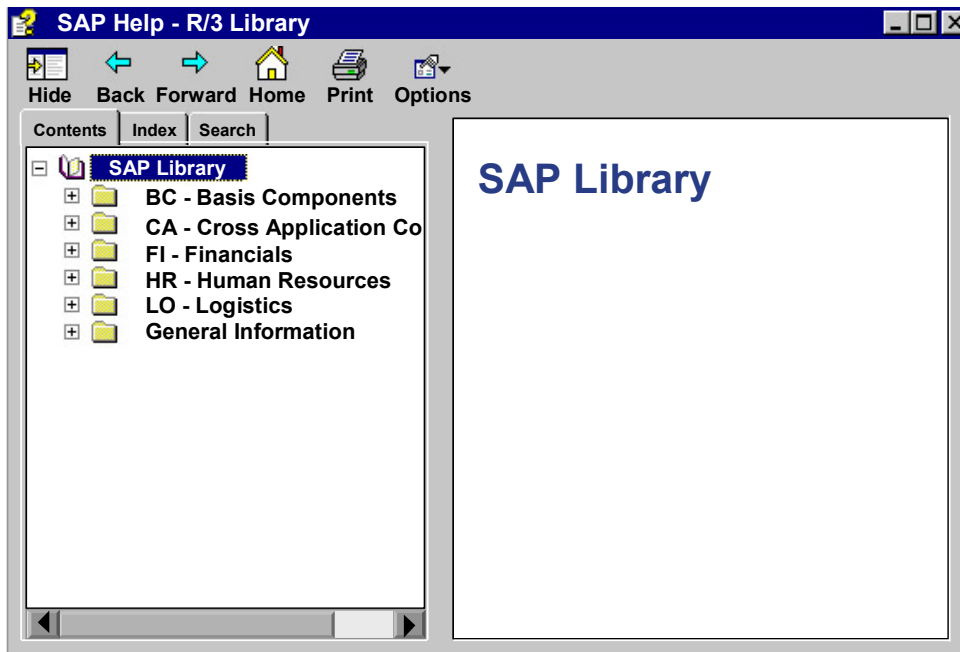 SAP Help - R/3 Library
Hide Back Forward Home Print Options
Contents Index Search
SAP Library
BC - Basis Components
CA - Cross Application Co
FI - Financials
HR - Human Resources
LO - Logistics
General Information
SAP Library